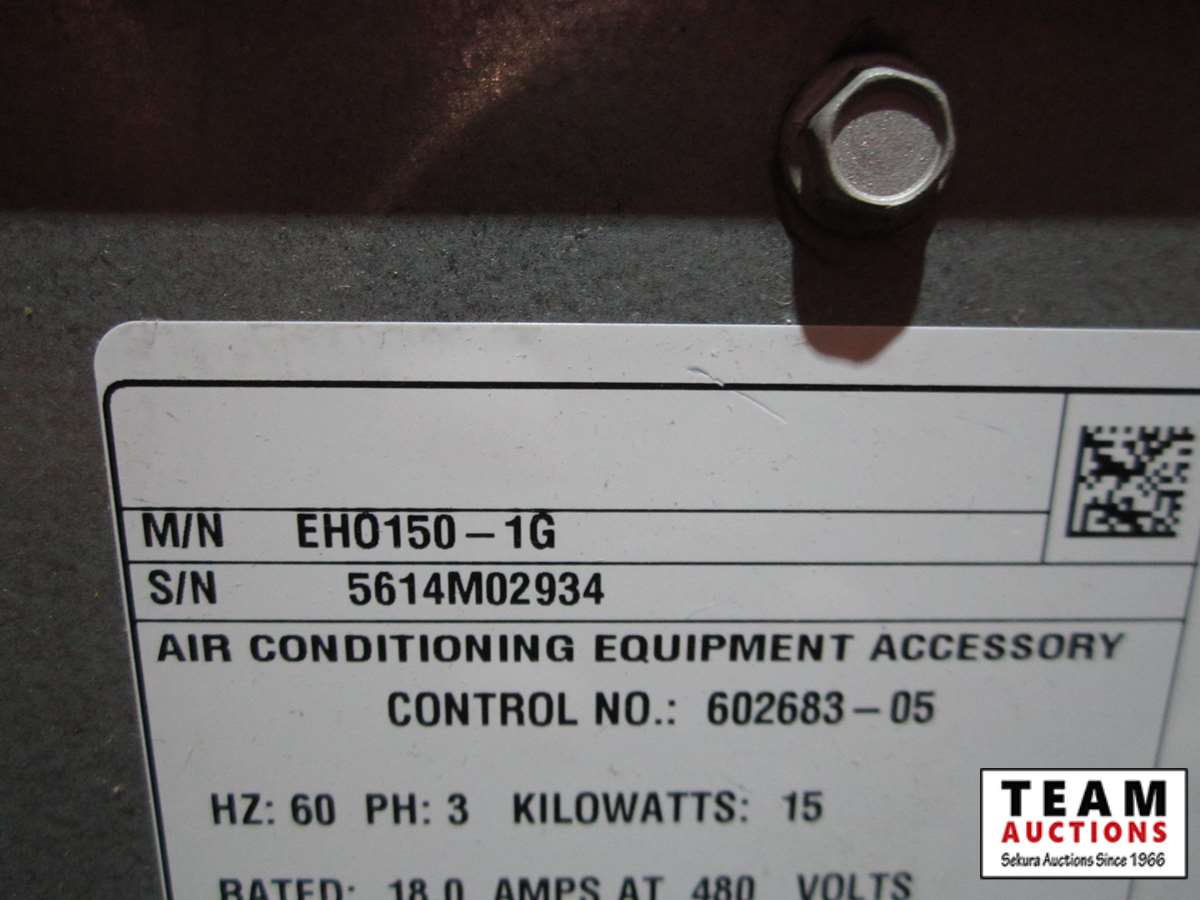 M/N EHO150-1G
S/N 5614M02934
AIR CONDITIONING EQUIPMENT ACCESSORY
CONTROL NO.: 602683-05
HZ: 60 PH: 3 KILOWATTS: 15
RATED: 18.0 AMPS AT 480 VOLTS
TEAM
AUCTIONS
Sekura Auctions Since 1966